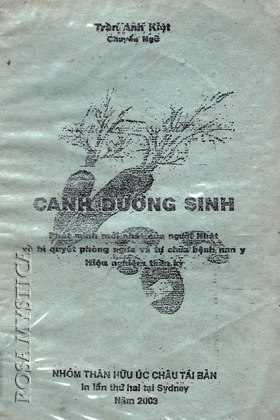 Trần Anh Kiệt
Chuyển Ngữ
CANH DƯỠNG SINH
Phát minh mới nhất của người Nhật
về bí quyết phòng ngừa và tự chữa bệnh nan y
Hiệu nghiệm thần kỳ
NHÓM THÂN HỮU ÚC CHÂU TÁI BẢN
In lần thứ hai tại Sydney
Năm 2003
ROSA MYSTICA